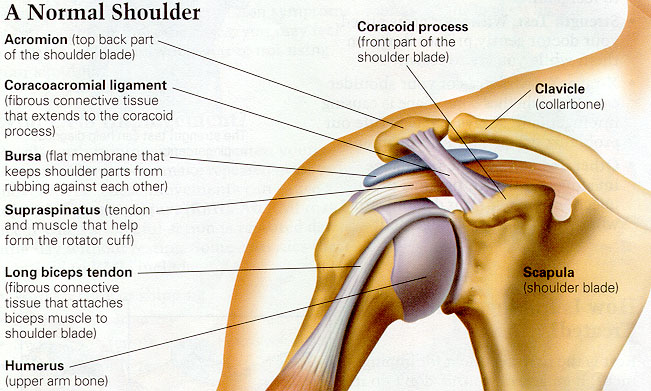 A Normal Shoulder
Acromion (top back part
of the shoulder blade)
Coracoacromial ligament
(fibrous connective tissue
that extends to the coracoid
process)
Bursa (flat membrane that
keeps shoulder parts from
rubbing against each other)
Supraspinatus (tendon
and muscle that help
form the rotator cuff)
Long biceps tendon
(fibrous connective
tissue that attaches
biceps muscle to
shoulder blade)
Humerus
(upper arm bone)
Coracoid process
(front part of the
shoulder blade)
Clavicle
(collarbone)
Scapula
(shoulder blade)